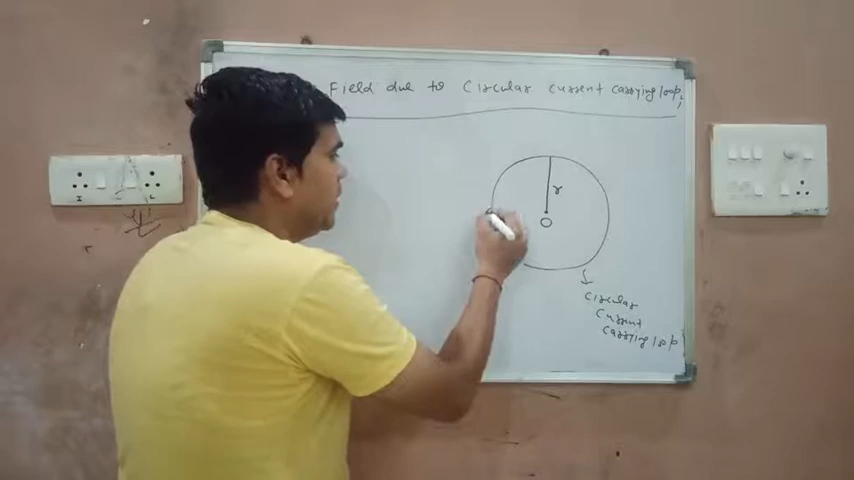 Field due to Circular current carrying loop;
r
O
Circular
current
carrying loop